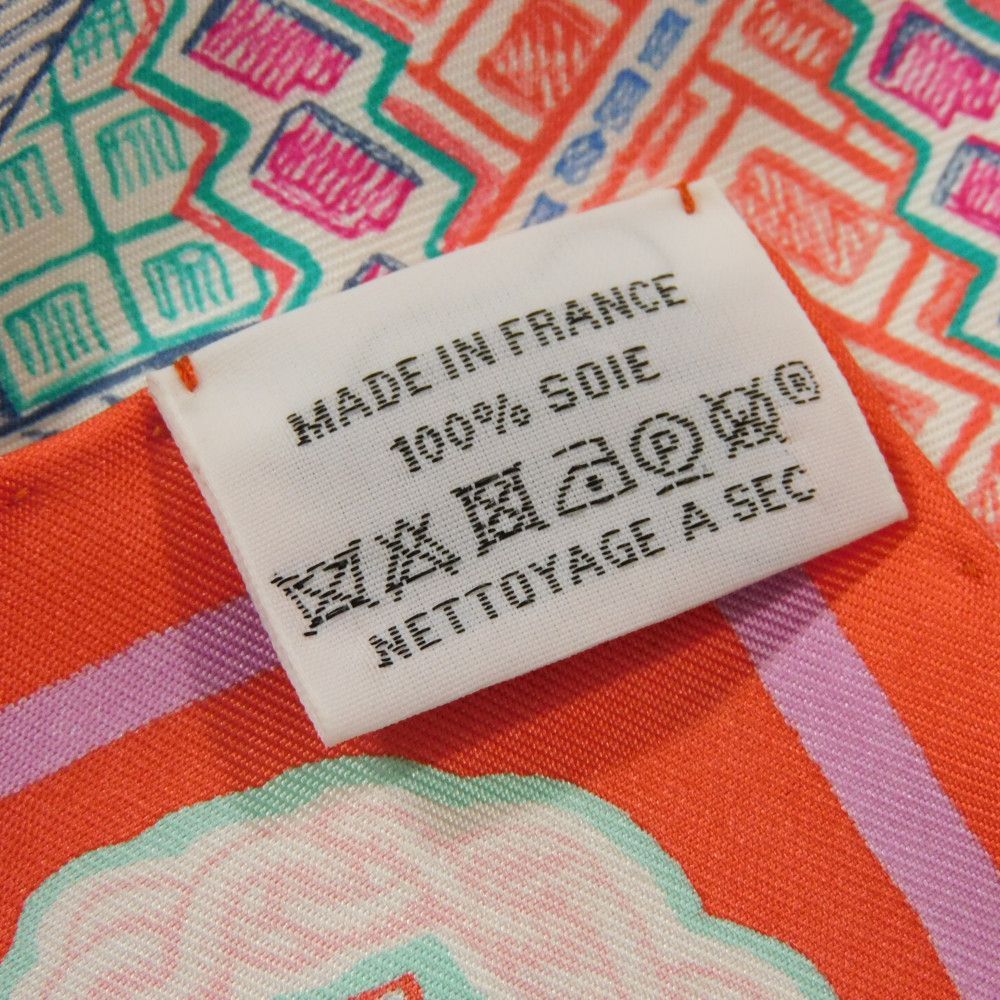 MADE IN FRANCE
100% SOIE
P W ®
NETTOYAGE A SEC